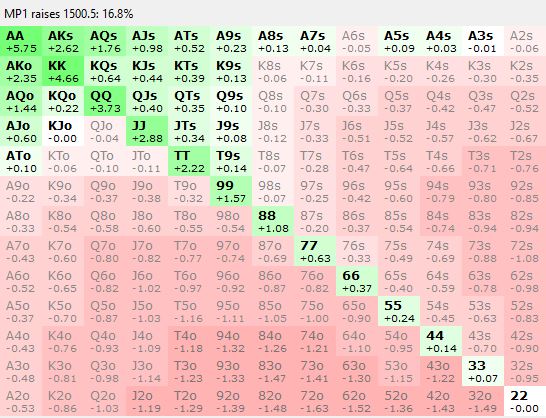 MP1 raises 1500.5: 16.8%
AA AKs AQs AJs ATs A9s A8s A7s A6s A5s A4s A3s A2s
+5.75 +2.62 +1.76 +0.98 +0.52 +0.23 +0.13 +0.04 -0.05 +0.09 +0.03 -0.01 -0.06
AKo KK KQs KJs KTs K9s K8s K7s K6s K5s K4s K3s K2s
+2.35 +4.66 +0.64 +0.44 +0.39 +0.13 -0.06 -0.11 -0.16 -0.20 -0.26 -0.30 -0.34
AQo KQo QQ QJs QTs Q9s Q8s Q7s Q6s Q5s Q4s Q3s Q2s
+1.44 +0.22 +3.73 +0.40 +0.35 +0.10 -0.10 -0.30 -0.33 -0.37 -0.42 -0.47 -0.52
AJo KJo QJo JJ JTs J9s J8s J7s J6s J5s J4s J3s J2s
+0.60 -0.00 -0.04 +2.88 +0.34 +0.08 -0.12 -0.33 -0.51 -0.57 -0.57 -0.62 -0.67
ATo KTo QTo JTo TT T9s T8s T7s T6s T5s T4s T3s T2s
+0.10 -0.06 -0.10 -0.11 +2.22 +0.14 -0.07 -0.28 -0.47 -0.64 -0.66 -0.71 -0.76
A9o K9o Q9o J9o T9o 99 98s 97s 96s 95s 94s 93s 92s
-0.22 -0.34 -0.37 -0.38 -0.32 +1.57 -0.07 -0.25 -0.42 -0.60 -0.79 -0.80 -0.85
A8o K8o Q8o J8o T8o 98o 88 87s 86s 85s 84s 83s 82s
-0.33 -0.54 -0.58 -0.60 -0.54 -0.54 +1.08 -0.20 -0.37 -0.54 -0.74 -0.94 -0.94
A7o K7o Q7o J7o T7o 97o 87o 77 76s 75s 74s 73s 72s
-0.43 -0.60 -0.80 -0.82 -0.77 -0.74 -0.69 +0.63 -0.33 -0.49 -0.69 -0.88 -1.08
A6o K6o Q6o J6o T6o 96o 86o 76o 66 65s 64s 63s 62s
-0.52 -0.65 -0.82 -1.02 -0.97 -0.92 -0.86 -0.82 +0.37 -0.40 -0.59 -0.78 -0.98
A5o K5o Q5o J5o T5o 95o 85o 75o 65o 55 54s 53s 52s
-0.37 -0.70 -0.87 -1.03 -1.16 -1.11 -1.05 -1.00 -0.90 +0.24 -0.45 -0.63 -0.83
A4o K4o Q4o J4o T4o 94o 84o 74o 64o 54o 44 43s 42s
-0.43 -0.76 -0.93 -1.09 -1.18 -1.32 -1.26 -1.21 -1.10 -0.95 +0.14 -0.70 -0.90
A3o K3o Q3o J3o T3o 93o 83o 73o 63o 53o 43o 33 32s
-0.48 -0.81 -0.98 -1.14 -1.23 -1.33 -1.47 -1.41 -1.30 -1.15 -1.22 +0.07 -0.95
A2o K2o Q2o J2o T2o 92o 82o 72o 62o 52o 42o 32o 22
-0.53 -0.86 -1.03 -1.19 -1.29 -1.39 -1.48 -1.63 -1.52 -1.36 -1.43 -1.49 -0.00